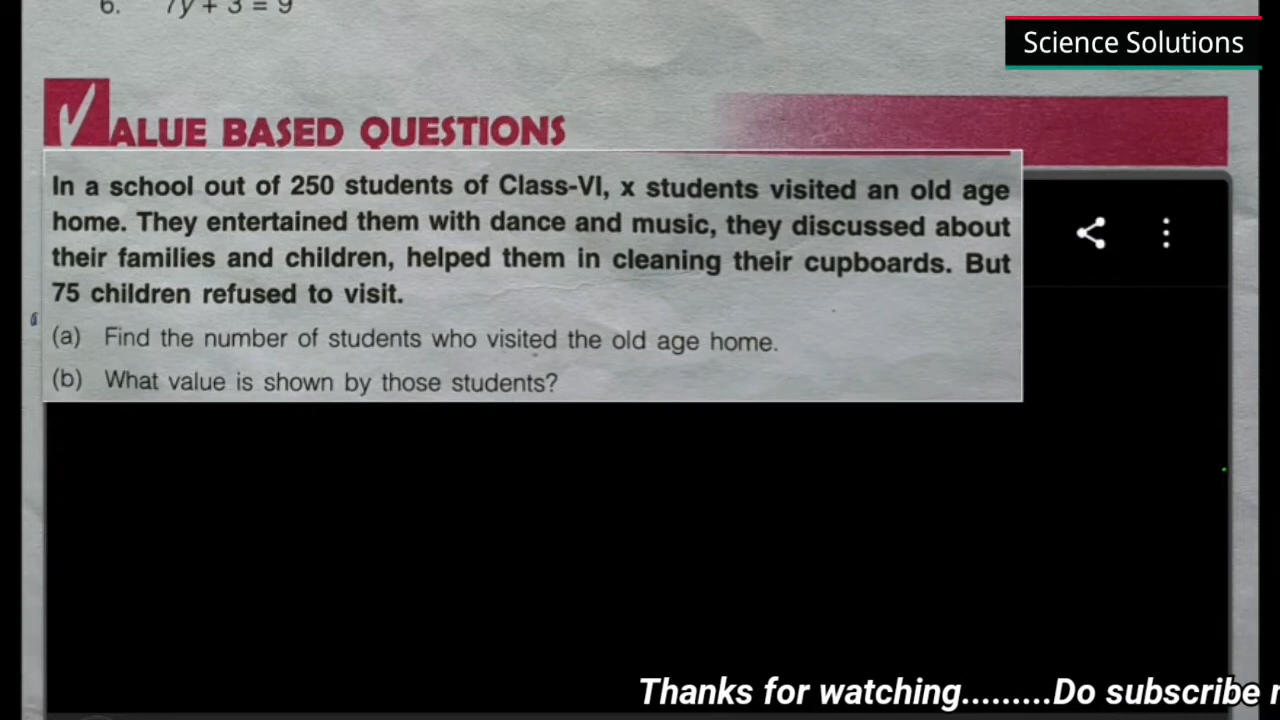 6. 7y + 3 = 9
Science Solutions
VALUE BASED QUESTIONS
In a school out of 250 students of Class-VI, x students visited an old age
home. They entertained them with dance and music, they discussed about
their families and children, helped them in cleaning their cupboards. But
75 children refused to visit.
(a) Find the number of students who visited the old age home.
(b) What value is shown by those students?
Thanks for watching.........Do subscribe